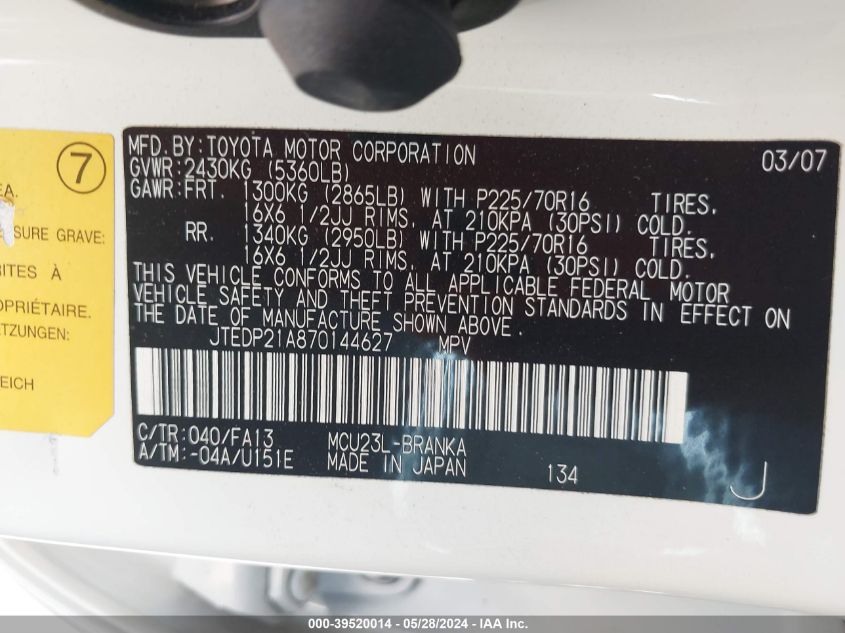 7
EA.
SURE GRAVE:
RITES À
OPRIÉTAIRE.
ETZUNGEN:
EICH
MFD.BY:TOYOTA MOTOR CORPORATION 03/07
GVWR:2430KG (5360LB)
GAWR:FRT. 1300KG (2865LB) WITH P225/70R16 TIRES,
16X6 1/2JJ RIMS, AT 210KPA (30PSI) COLD.
RR. 1340KG (2950LB) WITH P225/70R16 TIRES,
16X6 1/2JJ RIMS, AT 210KPA (30PSI) COLD.
THIS VEHICLE CONFORMS TO ALL APPLICABLE FEDERAL MOTOR
VEHICLE SAFETY AND THEFT PREVENTION STANDARDS IN EFFECT ON
THE DATE OF MANUFACTURE SHOWN ABOVE.
JTEDP21A870144627 MPV
C/TR:040/FA13 MCU23L-BRANKA
A/TM:-04A/U151E MADE IN JAPAN 134 J
000-39520014 - 05/28/2024 - IAA Inc.